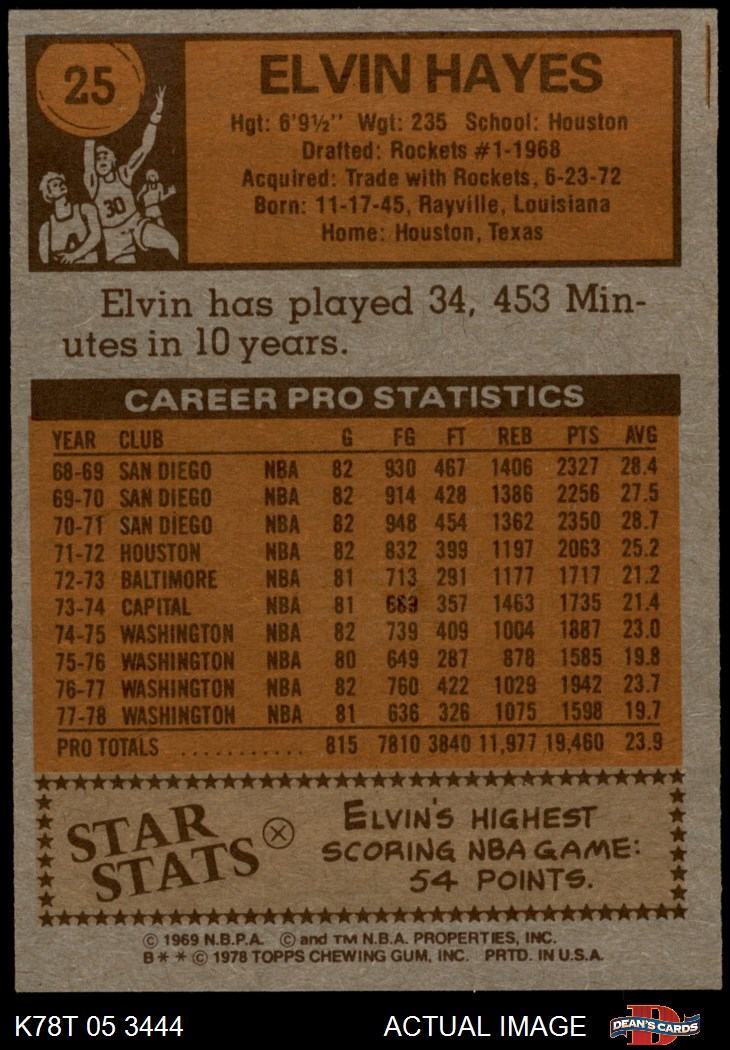 25
30
ELVIN HAYES
Hgt: 6'9½'' Wgt: 235 School: Houston
Drafted: Rockets #1-1968
Acquired: Trade with Rockets, 6-23-72
Born: 11-17-45, Rayville, Louisiana
Home: Houston, Texas
Elvin has played 34, 453 Min-
utes in 10 years.
CAREER PRO STATISTICS
YEAR CLUB G FG FT REB PTS AVG
68-69 SAN DIEGO NBA 82 930 467 1406 2327 28.4
69-70 SAN DIEGO NBA 82 914 428 1386 2256 27.5
70-71 SAN DIEGO NBA 82 948 454 1362 2350 28.7
71-72 HOUSTON NBA 82 832 399 1197 2063 25.2
72-73 BALTIMORE NBA 81 713 291 1177 1717 21.2
73-74 CAPITAL NBA 81 689 357 1463 1735 21.4
74-75 WASHINGTON NBA 82 739 409 1004 1887 23.0
75-76 WASHINGTON NBA 80 649 287 878 1585 19.8
76-77 WASHINGTON NBA 82 760 422 1029 1942 23.7
77-78 WASHINGTON NBA 81 636 326 1075 1598 19.7
PRO TOTALS ........... 815 7810 3840 11,977 19,460 23.9
STAR
STATS
ELVIN'S HIGHEST
SCORING NBA GAME:
54 POINTS.
© 1969 N.B.P.A. © and TM N.B.A. PROPERTIES, INC.
B** © 1978 TOPPS CHEWING GUM, INC. PRTD. IN U.S.A.
K78T 05 3444 ACTUAL IMAGE DEAN'S CARDS